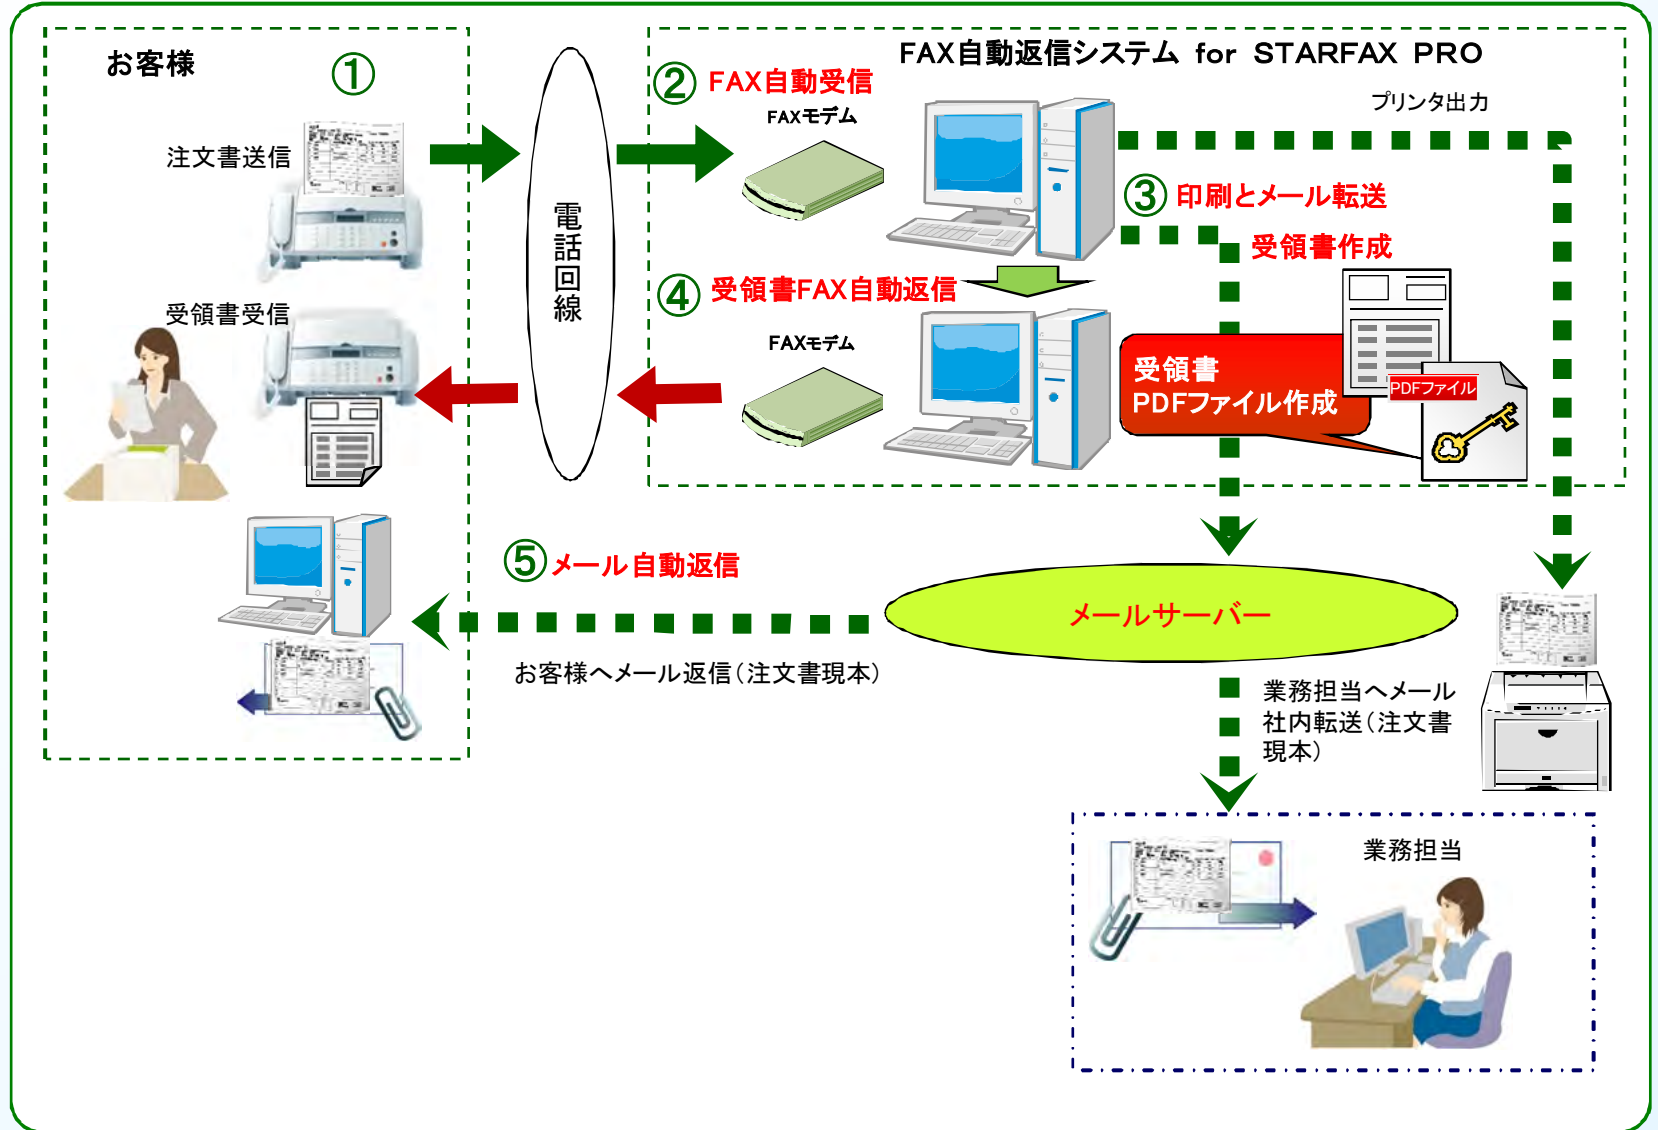 お客様
①
注文書送信
受領書受信
電話回線
FAX自動返信システム for STARFAX PRO
② FAX自動受信
FAXモデム
プリンタ出力
③ 印刷とメール転送
受領書作成
④ 受領書FAX自動返信
FAXモデム
受領書
PDFファイル作成
PDFファイル
⑤メール自動返信
メールサーバー
お客様へメール返信(注文書現本)
業務担当へメール
社内転送(注文書
現本)
業務担当